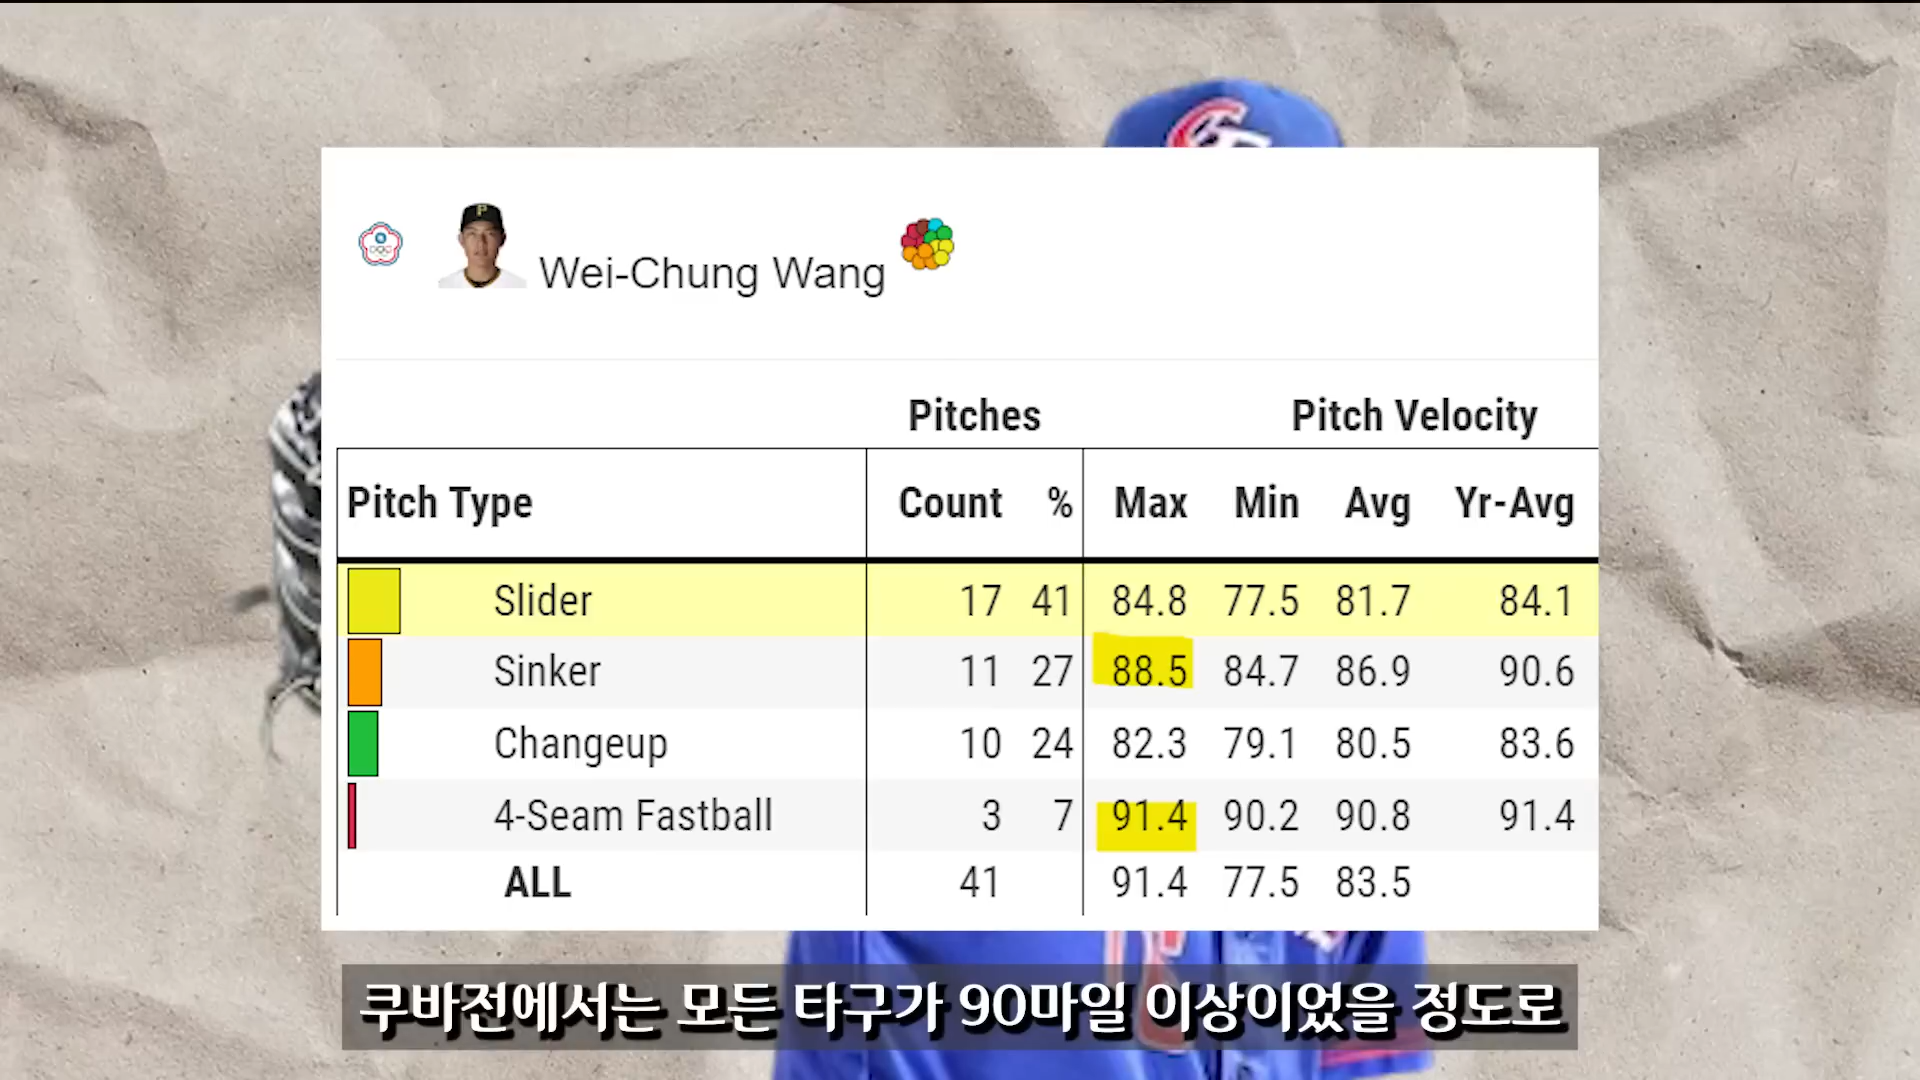 Wei-Chung Wang
Pitches Pitch Velocity
Pitch Type Count % Max Min Avg Yr-Avg
Slider 17 41 84.8 77.5 81.7 84.1
Sinker 11 27 88.5 84.7 86.9 90.6
Changeup 10 24 82.3 79.1 80.5 83.6
4-Seam Fastball 3 7 91.4 90.2 90.8 91.4
ALL 41 91.4 77.5 83.5
쿠바전에서는 모든 타구가 90마일 이상이었을 정도로